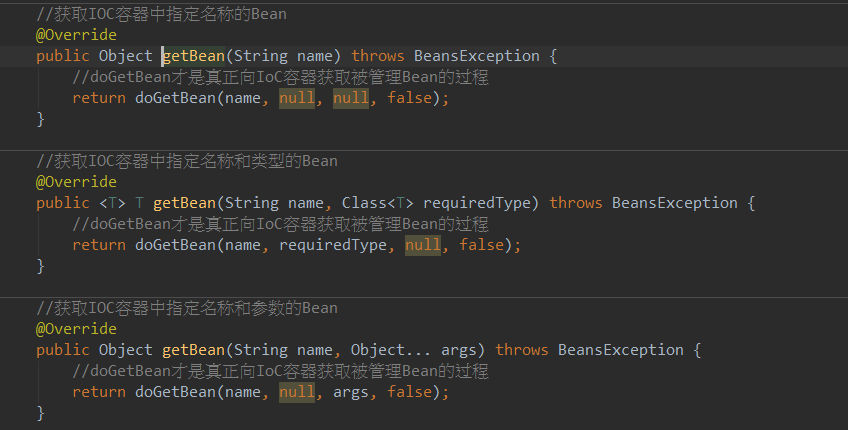 //获取IOC容器中指定名称的Bean
@Override
public Object getBean(String name) throws BeansException {
//doGetBean才是真正向IoC容器获取被管理Bean的过程
return doGetBean(name, null, null, false);
}
//获取IOC容器中指定名称和类型的Bean
@Override
public <T> T getBean(String name, Class<T> requiredType) throws BeansException {
//doGetBean才是真正向IoC容器获取被管理Bean的过程
return doGetBean(name, requiredType, null, false);
}
//获取IOC容器中指定名称和参数的Bean
@Override
public Object getBean(String name, Object... args) throws BeansException {
//doGetBean才是真正向IoC容器获取被管理Bean的过程
return doGetBean(name, null, args, false);
}